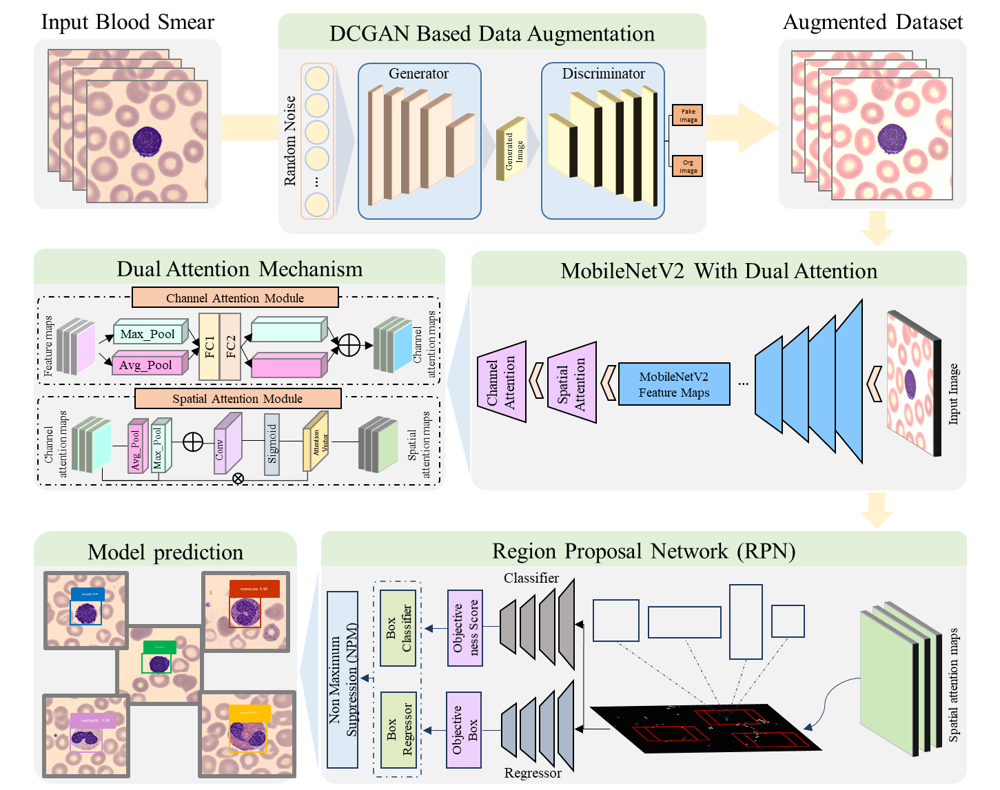 Input Blood Smear
DCGAN Based Data Augmentation
Augmented Dataset
Random Noise
...
Generator
Generated
Image
Discriminator
Fake
Image
Org
Image
Dual Attention Mechanism
Channel Attention Module
Feature maps
Max_Pool
Avg_Pool
FC1
FC2
Channel
attention maps
Spatial Attention Module
Channel
attention maps
Avg_Pool
Max_Pool
Conv
Sigmoid
Attention
Vector
Spatial
attention maps
MobileNetV2 With Dual Attention
Channel
Attention
Spatial
Attention
MobileNetV2
Feature Maps
...
Input Image
Model prediction
monocyte 0.99
neutrophil 0.98
Region Proposal Network (RPN)
Non Maximum
Suppression (NPM)
Box
Classifier
Box
Regressor
Objective
ness Score
Objective
Box
Classifier
Regressor
Spatial attention maps